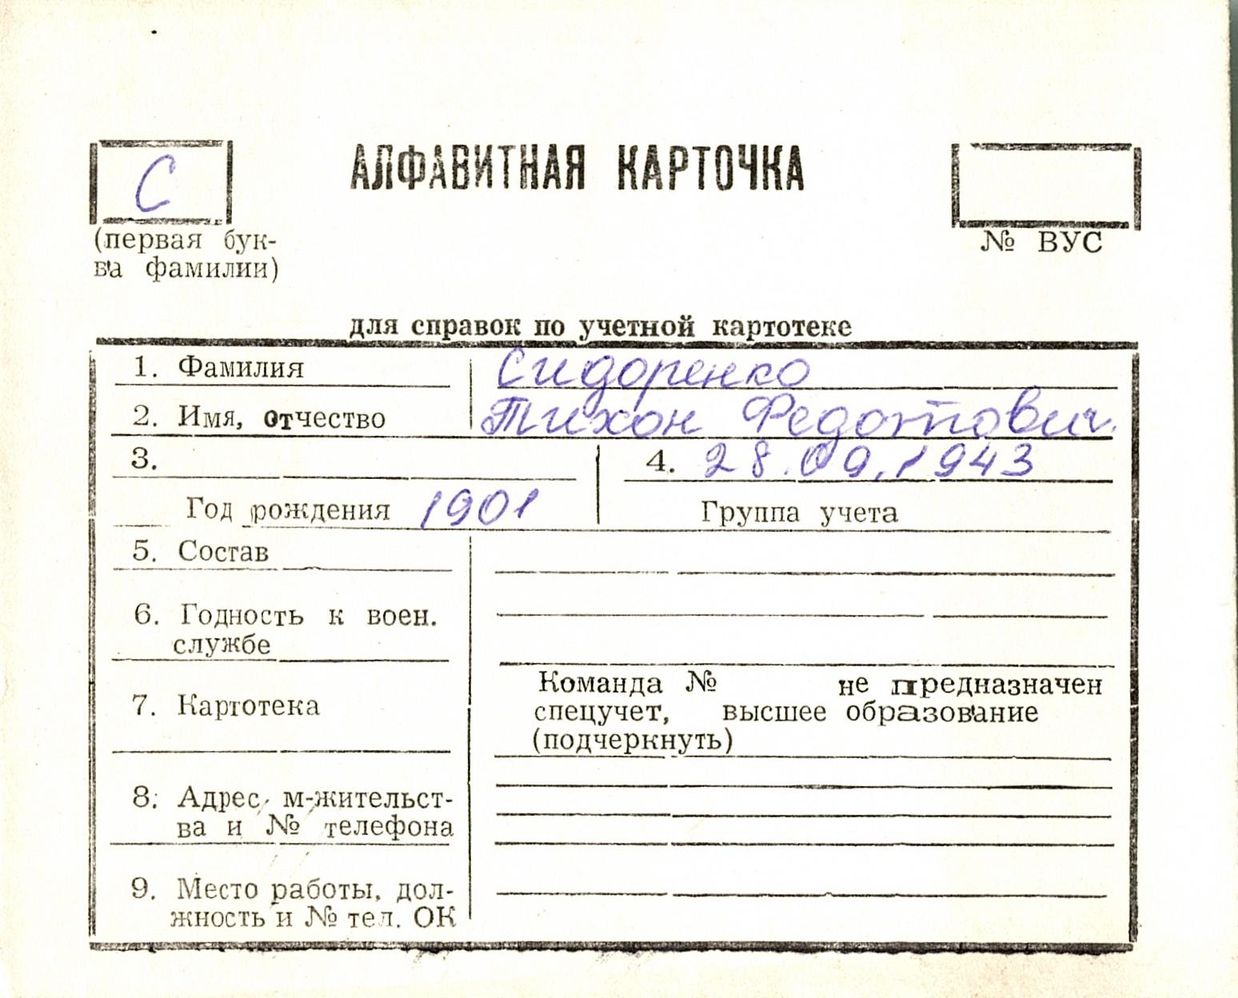 С
АЛФАВИТНАЯ КАРТОЧКА
(первая бук-
ва фамилии)
№ ВУС
для справок по учетной картотеке
1. Фамилия Сидоренко
2. Имя, отчество Тихон Федотович.
3.
4. 28.09.1943
Год рождения 1901
Группа учета
5. Состав
6. Годность к воен.
службе
7. Картотека
Команда № не предназначен
спецучет, высшее образование
(подчеркнуть)
8. Адрес м-жительст-
ва и № телефона
9. Место работы, дол-
жность и № тел. ОК